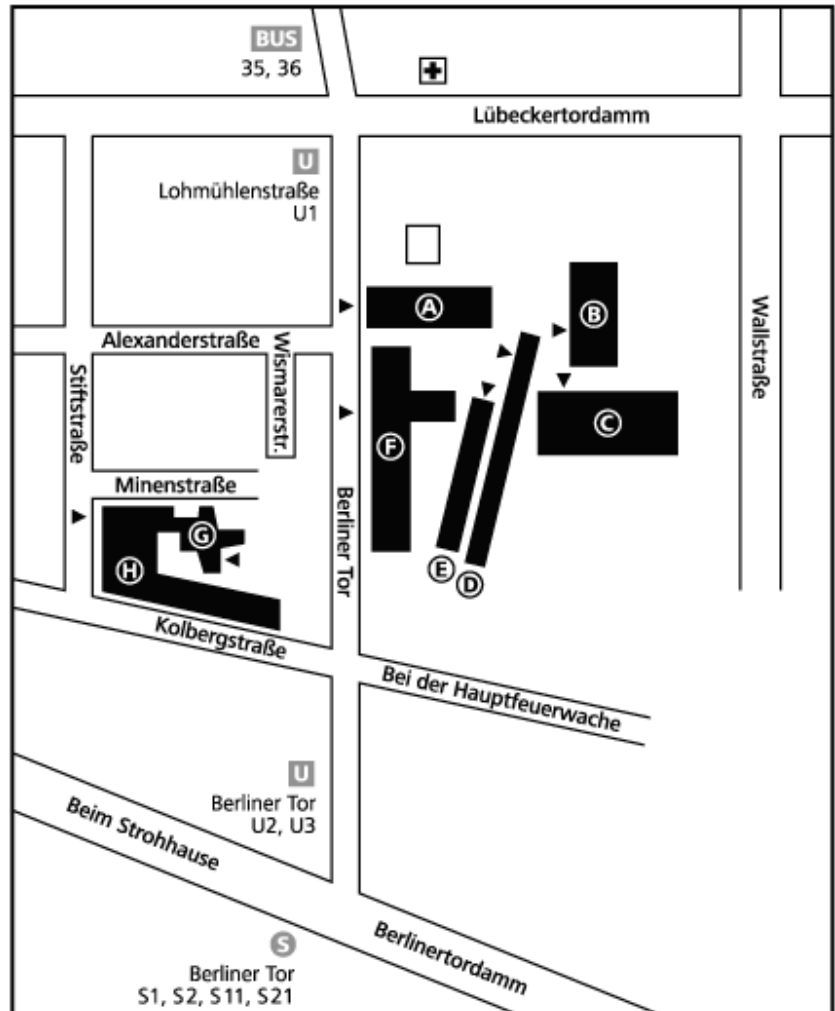 BUS
35, 36
Lübeckertordamm
U
Lohmühlenstraße
U1
A
B
Alexanderstraße
Wismarerstr.
Wallstraße
Stiftstraße
C
F
Minenstraße
Berliner Tor
G
H
E
D
Kolbergstraße
Bei der Hauptfeuerwache
U
Berliner Tor
U2, U3
Beim Strohhause
S
Berliner Tor
S1, S2, S11, S21
Berlinertordamm